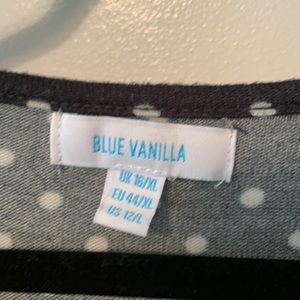 BLUE VANILLA
UK 16/XL
EU 44/XL
US 12/L